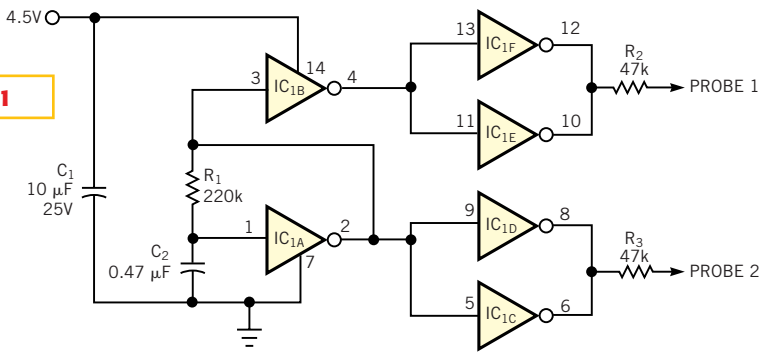 4.5V
1
3
14
IC1B
4
13
IC1F
12
11
IC1E
10
R2
47k
PROBE 1
C1
10 µF
25V
R1
220k
C2
0.47 µF
1
IC1A
2
7
9
IC1D
8
5
IC1C
6
R3
47k
PROBE 2